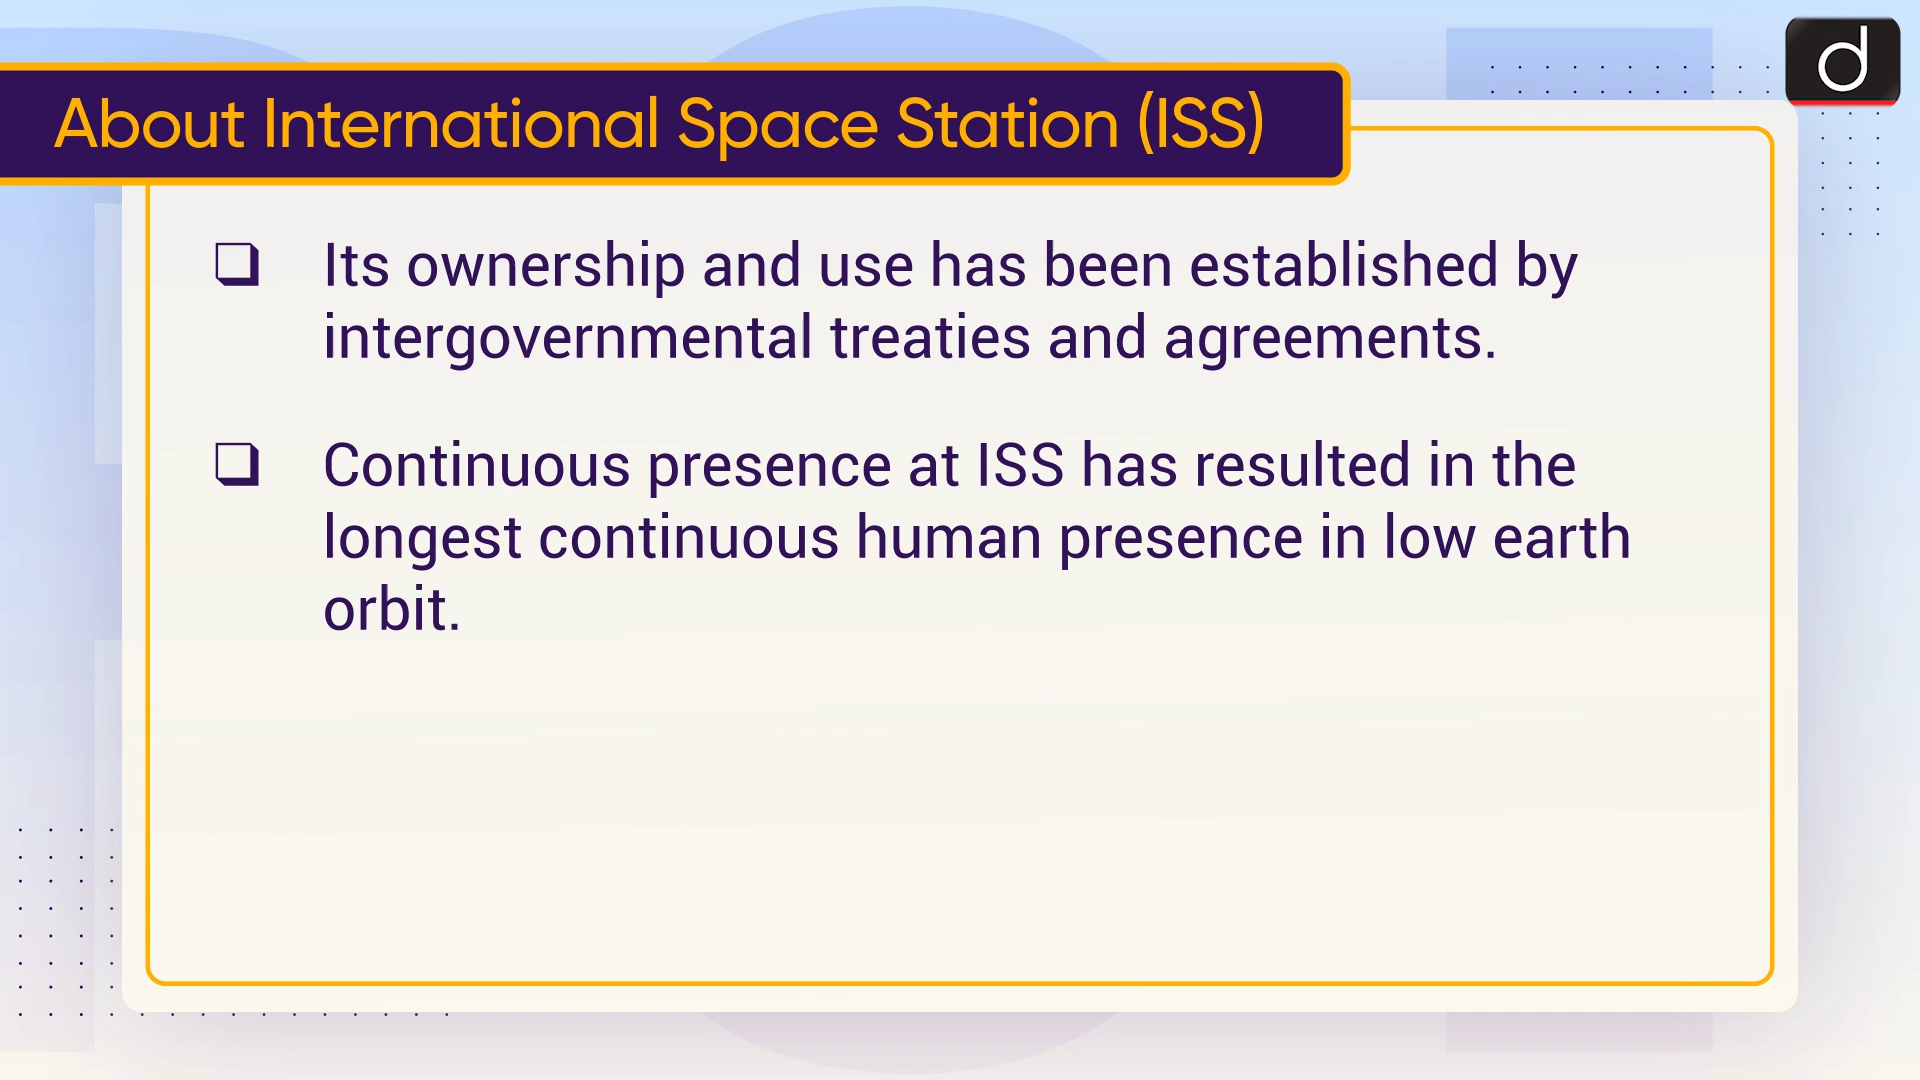 About International Space Station (ISS)
d
Its ownership and use has been established by
intergovernmental treaties and agreements.
Continuous presence at ISS has resulted in the
longest continuous human presence in low earth
orbit.